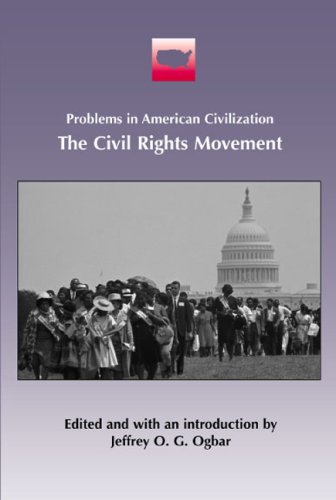 Problems in American Civilization
The Civil Rights Movement
Edited and with an introduction by
Jeffrey O. G. Ogbar